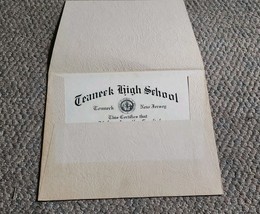 Teaneck High School
Teaneck New Jersey
This Certifies that